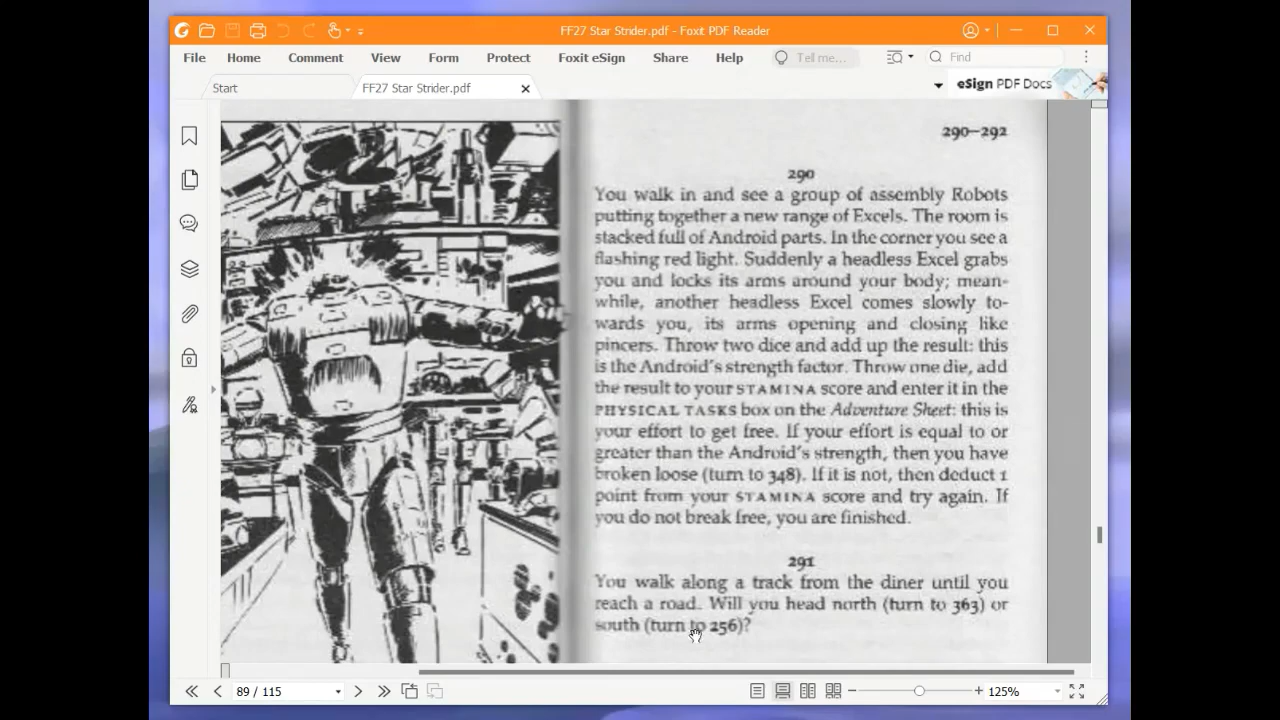 FF27 Star Strider.pdf - Foxit PDF Reader
File Home Comment View Form Protect Foxit eSign Share Help Tell me... Find
Start FF27 Star Strider.pdf eSign PDF Docs
290–292
290
You walk in and see a group of assembly Robots
putting together a new range of Excels. The room is
stacked full of Android parts. In the corner you see a
flashing red light. Suddenly a headless Excel grabs
you and locks its arms around your body; mean-
while, another headless Excel comes slowly to-
wards you, its arms opening and closing like
pincers. Throw two dice and add up the result: this
is the Android's strength factor. Throw one die, add
the result to your STAMINA score and enter it in the
PHYSICAL TASKS box on the Adventure Sheet: this is
your effort to get free. If your effort is equal to or
greater than the Android's strength, then you have
broken loose (turn to 348). If it is not, then deduct 1
point from your STAMINA score and try again. If
you do not break free, you are finished.
291
You walk along a track from the diner until you
reach a road. Will you head north (turn to 363) or
south (turn to 256)?
89 / 115 125%